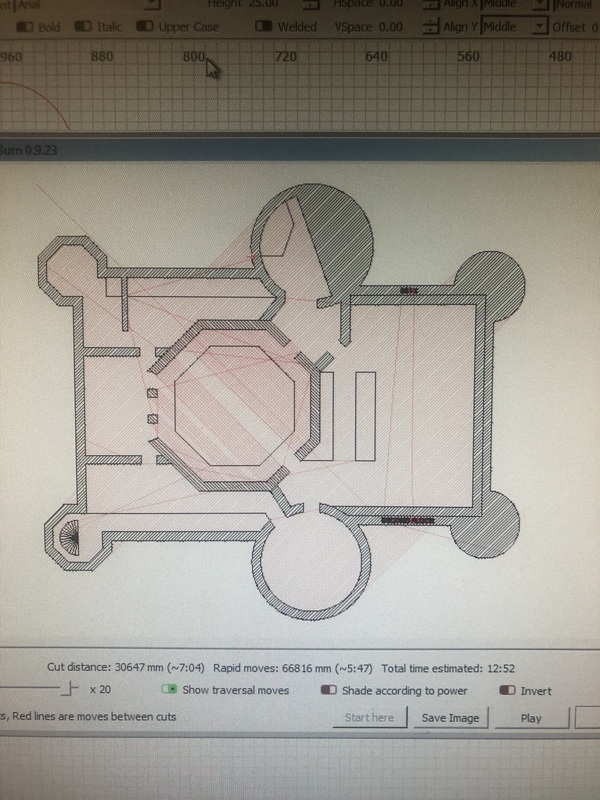 nt Arial Height 25.00 HSpace 0.00 Align X Middle Normal
Bold Italic Upper Case Welded VSpace 0.00 Align Y Middle Offset 0
960 880 800 720 640 560 480
Burn 0.9.23
Cut distance: 30647 mm (~7:04) Rapid moves: 66816 mm (~5:47) Total time estimated: 12:52
x 20 Show traversal moves Shade according to power Invert
s, Red lines are moves between cuts Start here Save Image Play